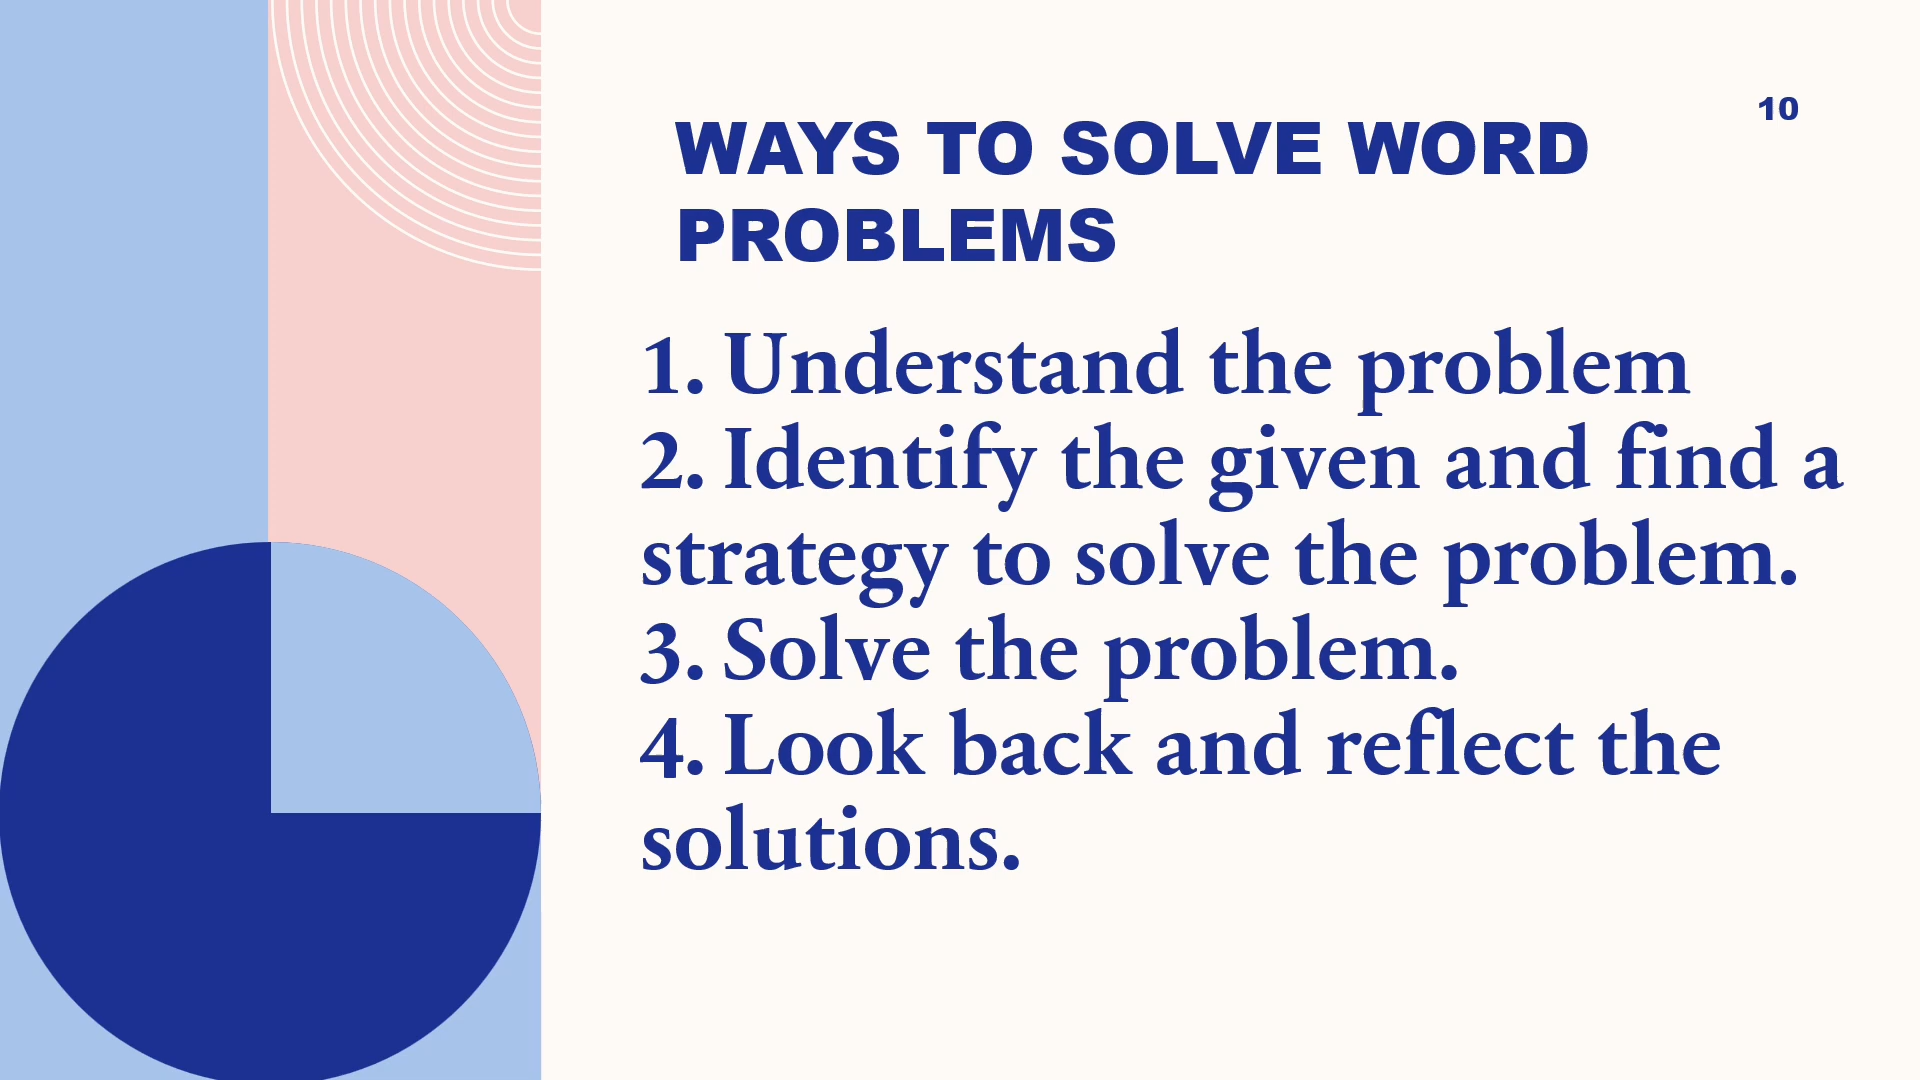 10
WAYS TO SOLVE WORD
PROBLEMS
1. Understand the problem
2. Identify the given and find a
strategy to solve the problem.
3. Solve the problem.
4. Look back and reflect the
solutions.